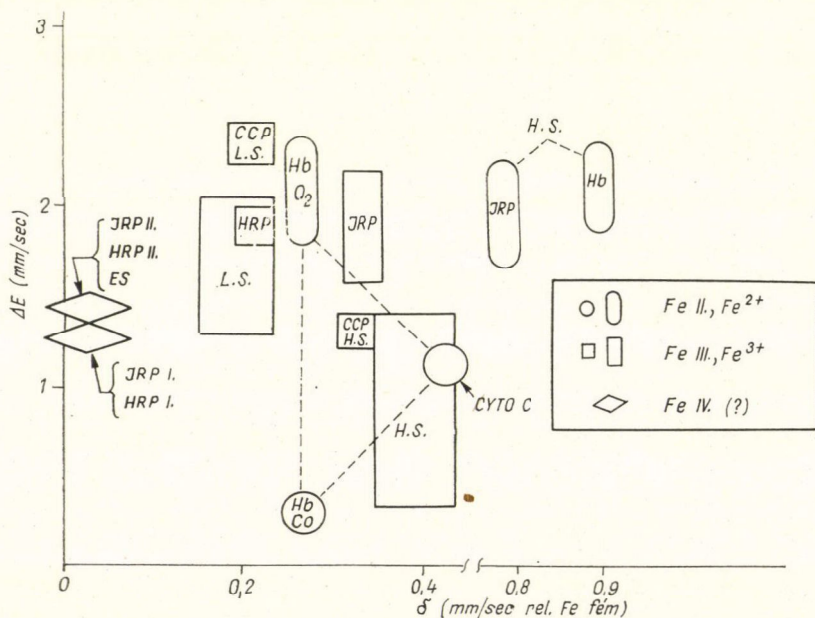 3
2
1
0
ΔE (mm/sec)
CCP
L.S.
Hb
O₂
H.S.
JRP
Hb
JRP II.
HRP II.
ES
HRP
JRP
L.S.
CCP
H.S.
Fe II., Fe²⁺
Fe III., Fe³⁺
Fe IV. (?)
JRP I.
HRP I.
CYTO C
H.S.
Hb
Co
0,2
0,4
0,8
0,9
δ (mm/sec rel. Fe fém)